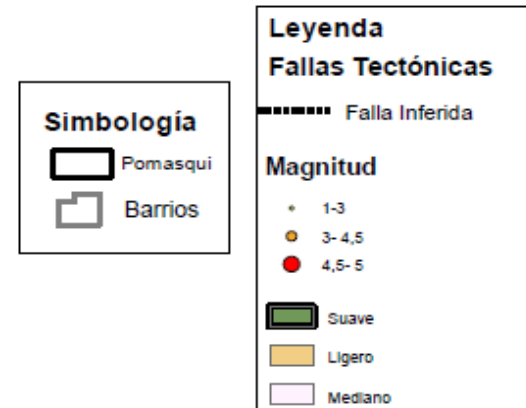 Simbología
Pomasqui
Barrios
Leyenda
Fallas Tectónicas
Falla Inferida
Magnitud
1-3
3- 4,5
4,5- 5
Suave
Ligero
Mediano